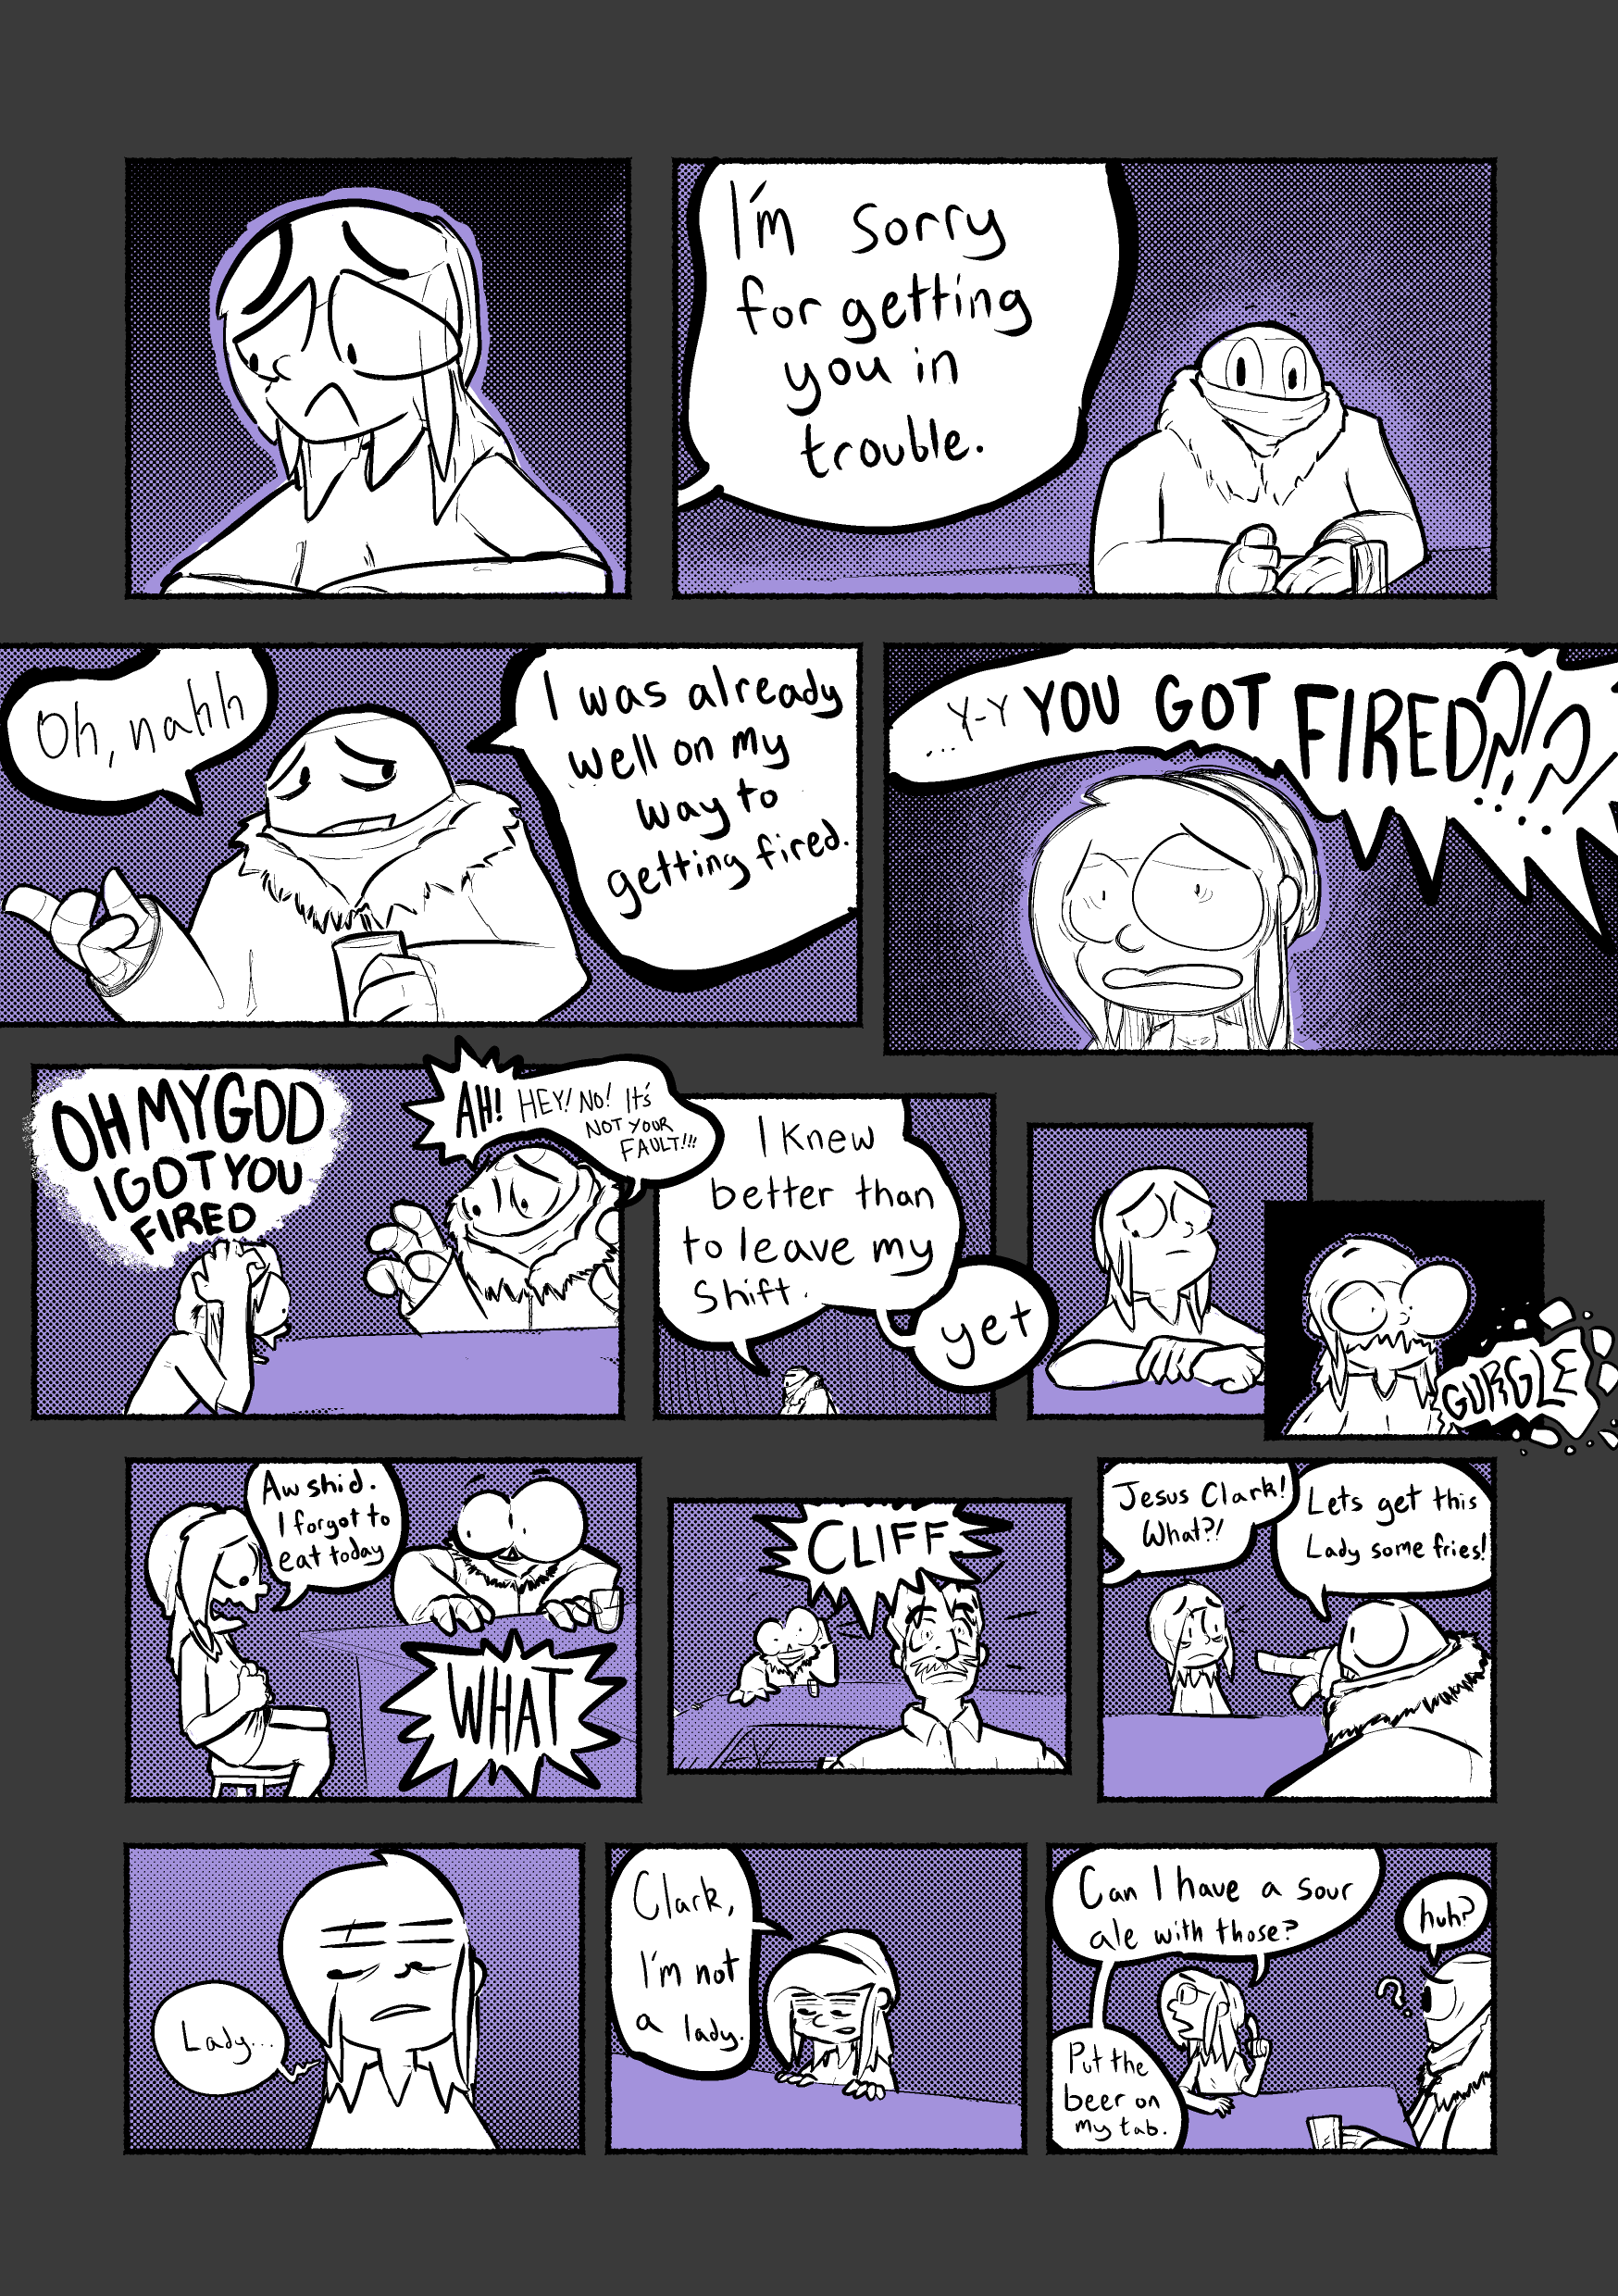 I'm sorry
for getting
you in
trouble.
Oh, nahh
I was already
well on my
way to
getting fired.
...Y-Y YOU GOT FIRED?!?!?!
OH MY GOD
I GOT YOU
FIRED
AH! HEY! NO! It's
NOT YOUR
FAULT!!!
I Knew
better than
to leave my
Shift.
yet
GURGLE
Aw shid.
I forgot to
eat today
WHAT
CLIFF
Jesus Clark!
What?!
Lets get this
Lady some fries!
Lady...
Clark,
I'm not
a lady.
Can I have a sour
ale with those?
huh?
?
Put the
beer on
my tab.